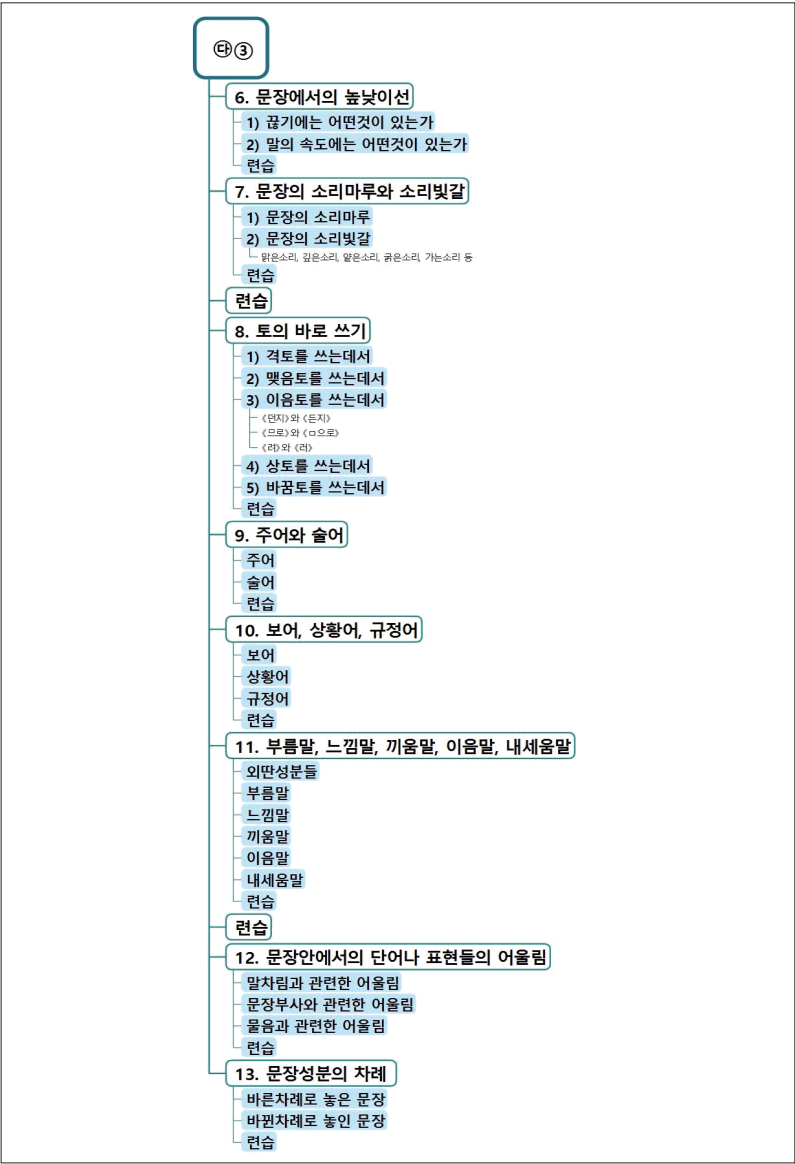 ㉰③
6. 문장에서의 높낮이선
1) 끊기에는 어떤것이 있는가
2) 말의 속도에는 어떤것이 있는가
련습
7. 문장의 소리마루와 소리빛갈
1) 문장의 소리마루
2) 문장의 소리빛갈
맑은소리, 깊은소리, 얕은소리, 굵은소리, 가는소리 등
련습
련습
8. 토의 바로 쓰기
1) 격토를 쓰는데서
2) 맺음토를 쓰는데서
3) 이음토를 쓰는데서
《던지》와 《든지》
《므로》와 《ㅁ으로》
《려》와 《러》
4) 상토를 쓰는데서
5) 바꿈토를 쓰는데서
련습
9. 주어와 술어
주어
술어
련습
10. 보어, 상황어, 규정어
보어
상황어
규정어
련습
11. 부름말, 느낌말, 끼움말, 이음말, 내세움말
외딴성분들
부름말
느낌말
끼움말
이음말
내세움말
련습
련습
12. 문장안에서의 단어나 표현들의 어울림
말차림과 관련한 어울림
문장부사와 관련한 어울림
물음과 관련한 어울림
련습
13. 문장성분의 차례
바른차례로 놓은 문장
바뀐차례로 놓인 문장
련습